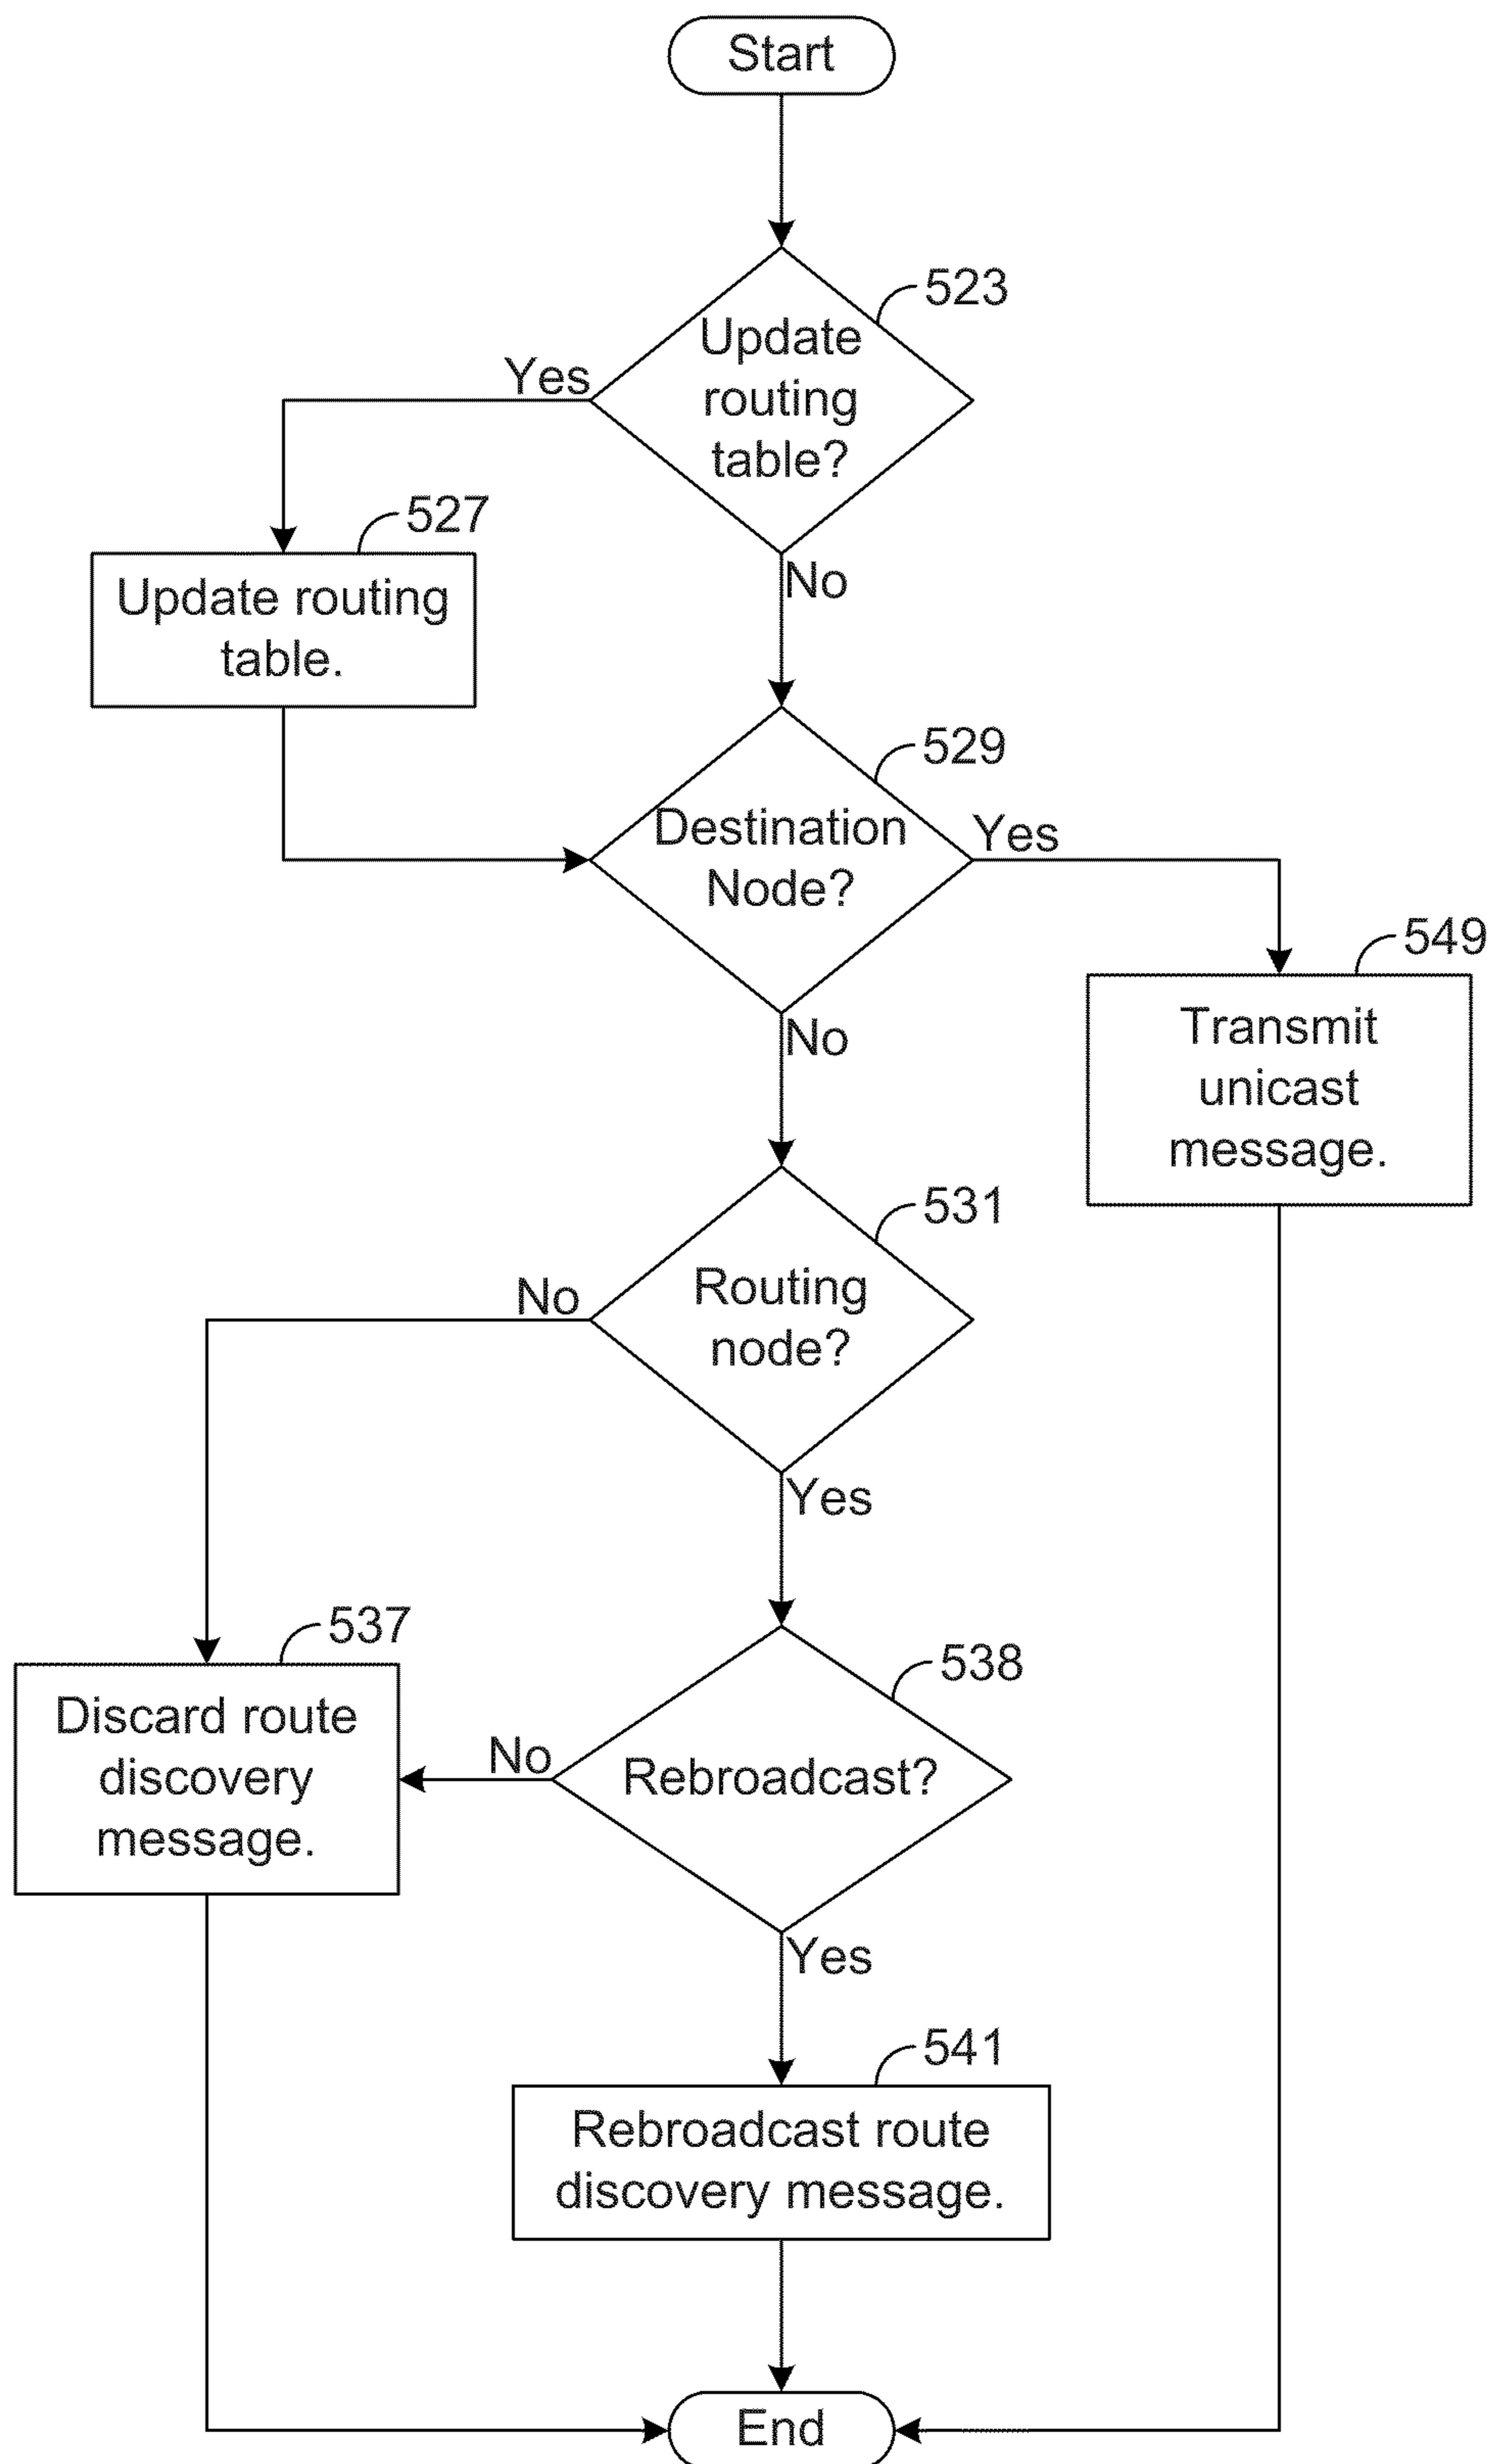 Start
523
Update
routing
table?
Yes
527
No
Update routing
table.
529
Destination
Node?
Yes
549
No
Transmit
unicast
message.
531
Routing
node?
No
Yes
537
538
Discard route
discovery
message.
No
Rebroadcast?
Yes
541
Rebroadcast route
discovery message.
End